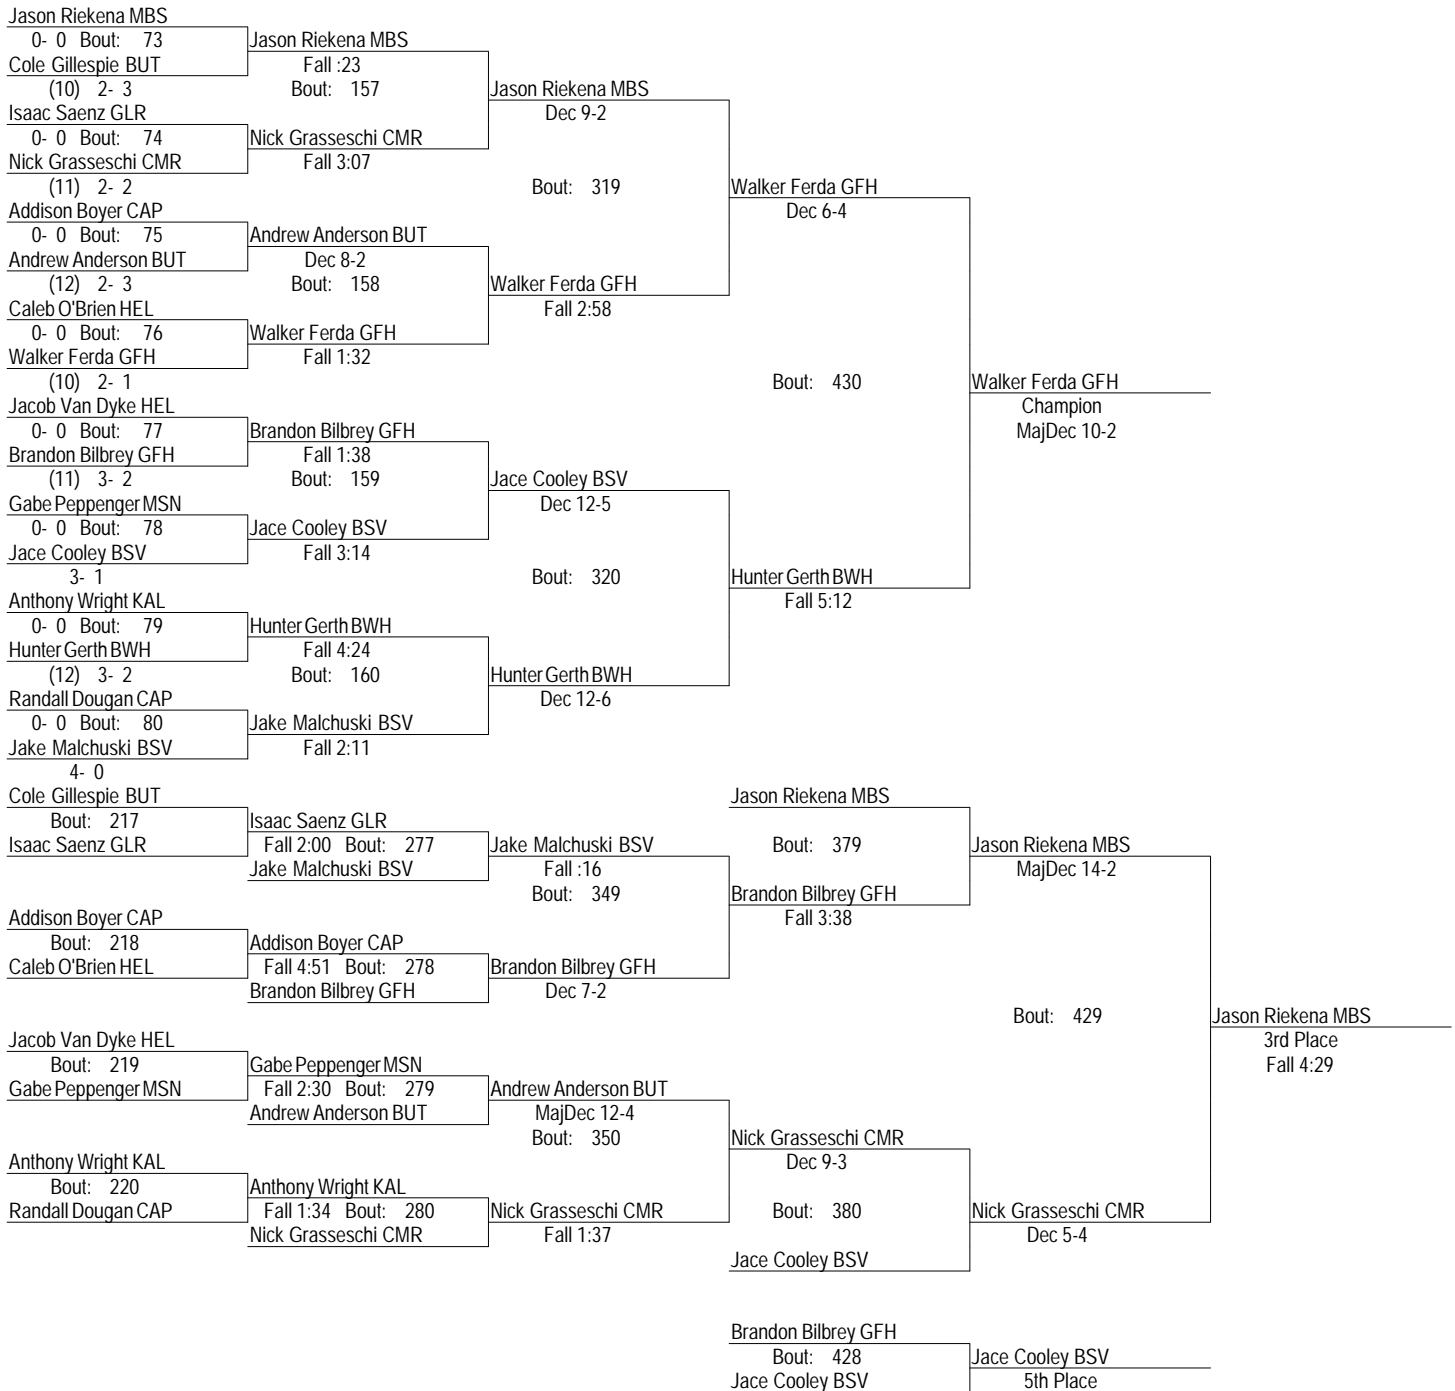 Jason Riekena MBS
0- 0 Bout: 73 Jason Riekena MBS
Cole Gillespie BUT Fall :23
(10) 2- 3 Bout: 157 Jason Riekena MBS
Isaac Saenz GLR Dec 9-2
0- 0 Bout: 74 Nick Grasseschi CMR
Nick Grasseschi CMR Fall 3:07
(11) 2- 2 Bout: 319 Walker Ferda GFH
Addison Boyer CAP Dec 6-4
0- 0 Bout: 75 Andrew Anderson BUT
Andrew Anderson BUT Dec 8-2
(12) 2- 3 Bout: 158 Walker Ferda GFH
Caleb O'Brien HEL Fall 2:58
0- 0 Bout: 76 Walker Ferda GFH
Walker Ferda GFH Fall 1:32
(10) 2- 1 Bout: 430 Walker Ferda GFH
Jacob Van Dyke HEL Champion
0- 0 Bout: 77 Brandon Bilbrey GFH MajDec 10-2
Brandon Bilbrey GFH Fall 1:38
(11) 3- 2 Bout: 159 Jace Cooley BSV
Gabe Peppenger MSN Dec 12-5
0- 0 Bout: 78 Jace Cooley BSV
Jace Cooley BSV Fall 3:14
3- 1 Bout: 320 Hunter Gerth BWH
Anthony Wright KAL Fall 5:12
0- 0 Bout: 79 Hunter Gerth BWH
Hunter Gerth BWH Fall 4:24
(12) 3- 2 Bout: 160 Hunter Gerth BWH
Randall Dougan CAP Dec 12-6
0- 0 Bout: 80 Jake Malchuski BSV
Jake Malchuski BSV Fall 2:11
4- 0
Cole Gillespie BUT Jason Riekena MBS
Bout: 217 Isaac Saenz GLR
Isaac Saenz GLR Fall 2:00 Bout: 277 Jake Malchuski BSV Bout: 379 Jason Riekena MBS
Jake Malchuski BSV Fall :16 MajDec 14-2
Bout: 349 Brandon Bilbrey GFH
Addison Boyer CAP Fall 3:38
Bout: 218 Addison Boyer CAP
Caleb O'Brien HEL Fall 4:51 Bout: 278 Brandon Bilbrey GFH
Brandon Bilbrey GFH Dec 7-2
Bout: 429 Jason Riekena MBS
Jacob Van Dyke HEL 3rd Place
Bout: 219 Gabe Peppenger MSN Fall 4:29
Gabe Peppenger MSN Fall 2:30 Bout: 279 Andrew Anderson BUT
Andrew Anderson BUT MajDec 12-4
Bout: 350 Nick Grasseschi CMR
Anthony Wright KAL Dec 9-3
Bout: 220 Anthony Wright KAL
Randall Dougan CAP Fall 1:34 Bout: 280 Nick Grasseschi CMR Bout: 380 Nick Grasseschi CMR
Nick Grasseschi CMR Fall 1:37 Dec 5-4
Jace Cooley BSV
Brandon Bilbrey GFH
Bout: 428 Jace Cooley BSV
Jace Cooley BSV 5th Place